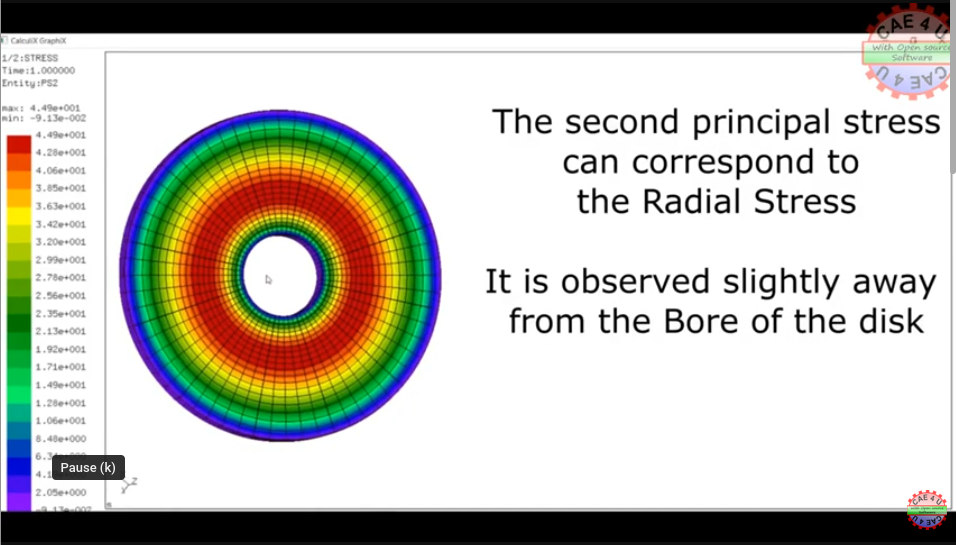 CalculiX GraphiX
1/2:STRESS
Time:1.000000
Entity:PS2
max: 4.49e+001
min: -9.13e-002
4.49e+001
4.28e+001
4.06e+001
3.85e+001
3.63e+001
3.42e+001
3.20e+001
2.99e+001
2.78e+001
2.56e+001
2.35e+001
2.13e+001
1.92e+001
1.71e+001
1.49e+001
1.28e+001
1.06e+001
8.48e+000
2.05e+000
-9.13e-002
Pause (k)
Z
Y
The second principal stress
can correspond to
the Radial Stress
It is observed slightly away
from the Bore of the disk
CAE 4 U
With Open source
Software
CAE 4 U
CAE 4 U
CAE 4 U